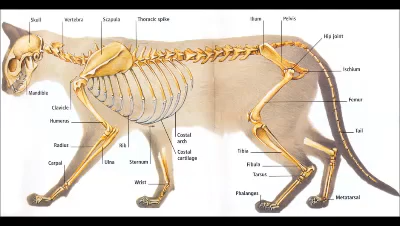 Skull
Vertebra
Scapula
Thoracic spike
Ilium
Pelvis
Hip joint
Ischium
Mandible
Clavicle
Humerus
Femur
Radius
Rib
Costal
arch
Tail
Carpal
Ulna
Sternum
Costal
cartilage
Tibia
Fibula
Tarsus
Wrist
Phalanges
Metatarsal